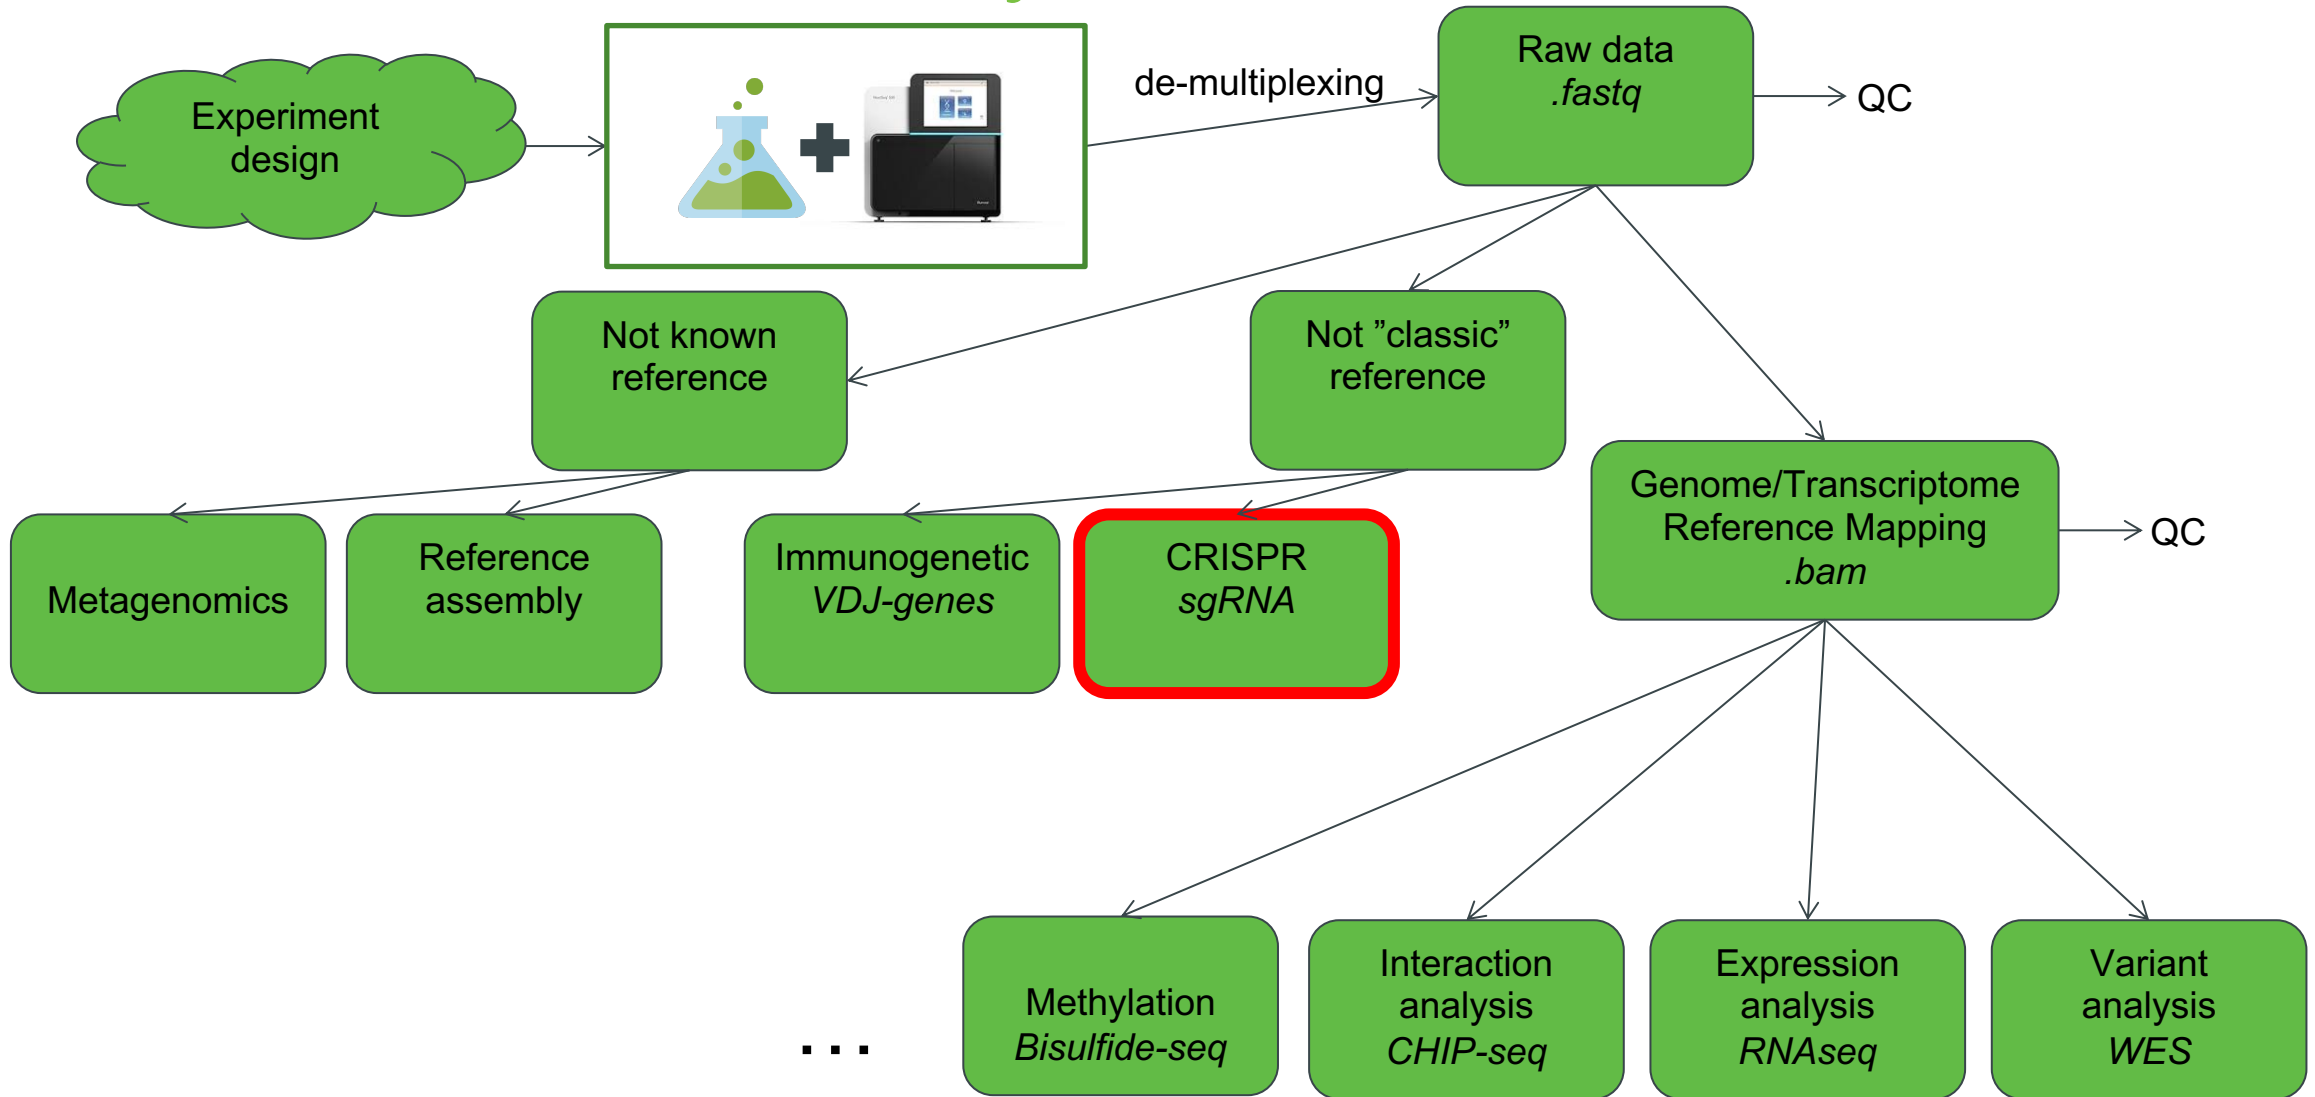 Experiment
design
de-multiplexing
Raw data
.fastq
QC
Not known
reference
Not ”classic”
reference
Genome/Transcriptome
Reference Mapping
.bam
QC
Metagenomics
Reference
assembly
Immunogenetic
VDJ-genes
CRISPR
sgRNA
...
Methylation
Bisulfide-seq
Interaction
analysis
CHIP-seq
Expression
analysis
RNAseq
Variant
analysis
WES